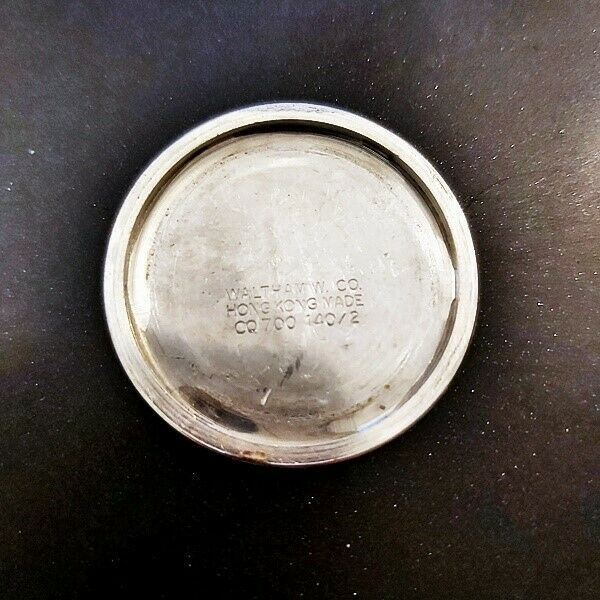 WALTHAM W. CO.
HONG KONG MADE
CQ 700 140/2